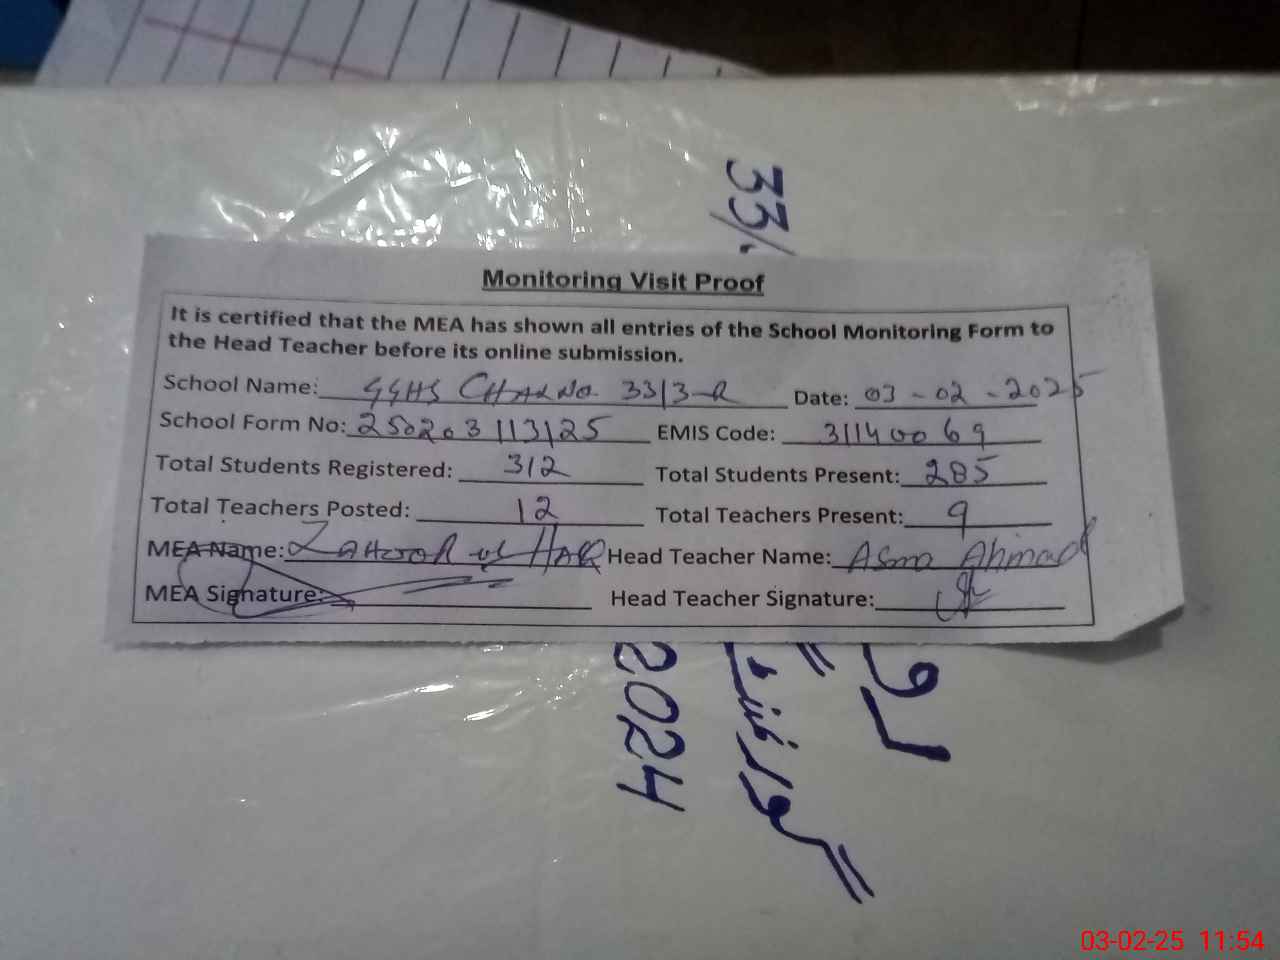 33/
Monitoring Visit Proof
It is certified that the MEA has shown all entries of the School Monitoring Form to
the Head Teacher before its online submission.
School Name: GGHS CHAK No. 33/3-R Date: 03-02-2025
School Form No: 250203113125 EMIS Code: 31140069
Total Students Registered: 312 Total Students Present: 285
Total Teachers Posted: 12 Total Teachers Present: 9
MEA Name: ZAHOOR ul HAQ Head Teacher Name: Asma Ahmad
MEA Signature: Head Teacher Signature:
2024
گورنمنٹ
03-02-25 11:54